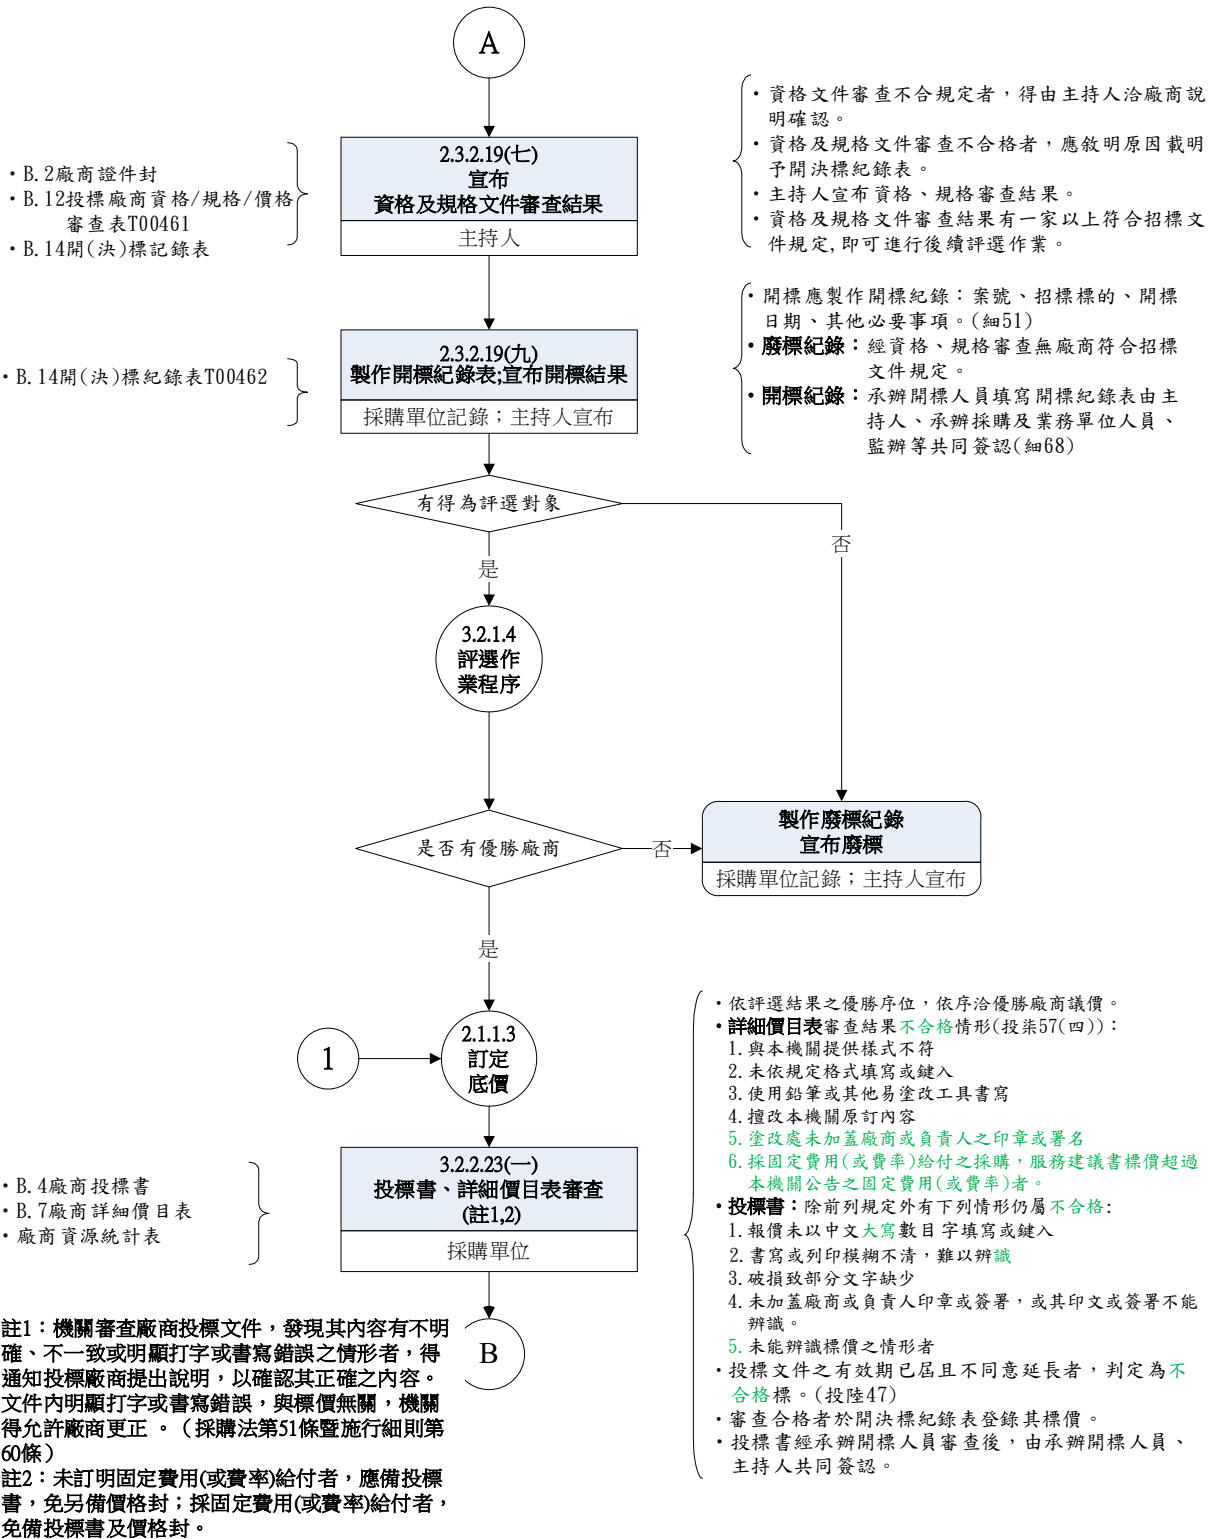 A
・B.2廠商證件封
・B.12投標廠商資格/規格/價格
審查表T00461
・B.14開(決)標記錄表
2.3.2.19(七)
宣布
資格及規格文件審查結果
主持人
・資格文件審查不合規定者，得由主持人洽廠商說
明確認。
・資格及規格文件審查不合格者，應敘明原因載明
予開決標紀錄表。
・主持人宣布資格、規格審查結果。
・資格及規格文件審查結果有一家以上符合招標文
件規定,即可進行後續評選作業。
・B.14開(決)標紀錄表T00462
2.3.2.19(九)
製作開標紀錄表;宣布開標結果
採購單位記錄；主持人宣布
・開標應製作開標紀錄：案號、招標標的、開標
日期、其他必要事項。(細51)
・廢標紀錄：經資格、規格審查無廠商符合招標
文件規定。
・開標紀錄：承辦開標人員填寫開標紀錄表由主
持人、承辦採購及業務單位人員、
監辦等共同簽認(細68)
有得為評選對象
否
是
3.2.1.4
評選作
業程序
是否有優勝廠商
否
製作廢標紀錄
宣布廢標
採購單位記錄；主持人宣布
是
1
2.1.1.3
訂定
底價
・B.4廠商投標書
・B.7廠商詳細價目表
・廠商資源統計表
3.2.2.23(一)
投標書、詳細價目表審查
(註1,2)
採購單位
・依評選結果之優勝序位，依序洽優勝廠商議價。
・詳細價目表審查結果不合格情形(投柒57(四))：
1.與本機關提供樣式不符
2.未依規定格式填寫或鍵入
3.使用鉛筆或其他易塗改工具書寫
4.擅改本機關原訂內容
5.塗改處未加蓋廠商或負責人之印章或署名
6.採固定費用(或費率)給付之採購，服務建議書標價超過
本機關公告之固定費用(或費率)者。
・投標書：除前列規定外有下列情形仍屬不合格:
1.報價未以中文大寫數目字填寫或鍵入
2.書寫或列印模糊不清，難以辨識
3.破損致部分文字缺少
4.未加蓋廠商或負責人印章或簽署，或其印文或簽署不能
辨識。
5.未能辨識標價之情形者
・投標文件之有效期已屆且不同意延長者，判定為不
合格標。(投陸47)
・審查合格者於開決標紀錄表登錄其標價。
・投標書經承辦開標人員審查後，由承辦開標人員、
主持人共同簽認。
B
註1：機關審查廠商投標文件，發現其內容有不明
確、不一致或明顯打字或書寫錯誤之情形者，得
通知投標廠商提出說明，以確認其正確之內容。
文件內明顯打字或書寫錯誤，與標價無關，機關
得允許廠商更正 。（採購法第51條暨施行細則第
60條）
註2：未訂明固定費用(或費率)給付者，應備投標
書，免另備價格封；採固定費用(或費率)給付者，
免備投標書及價格封。